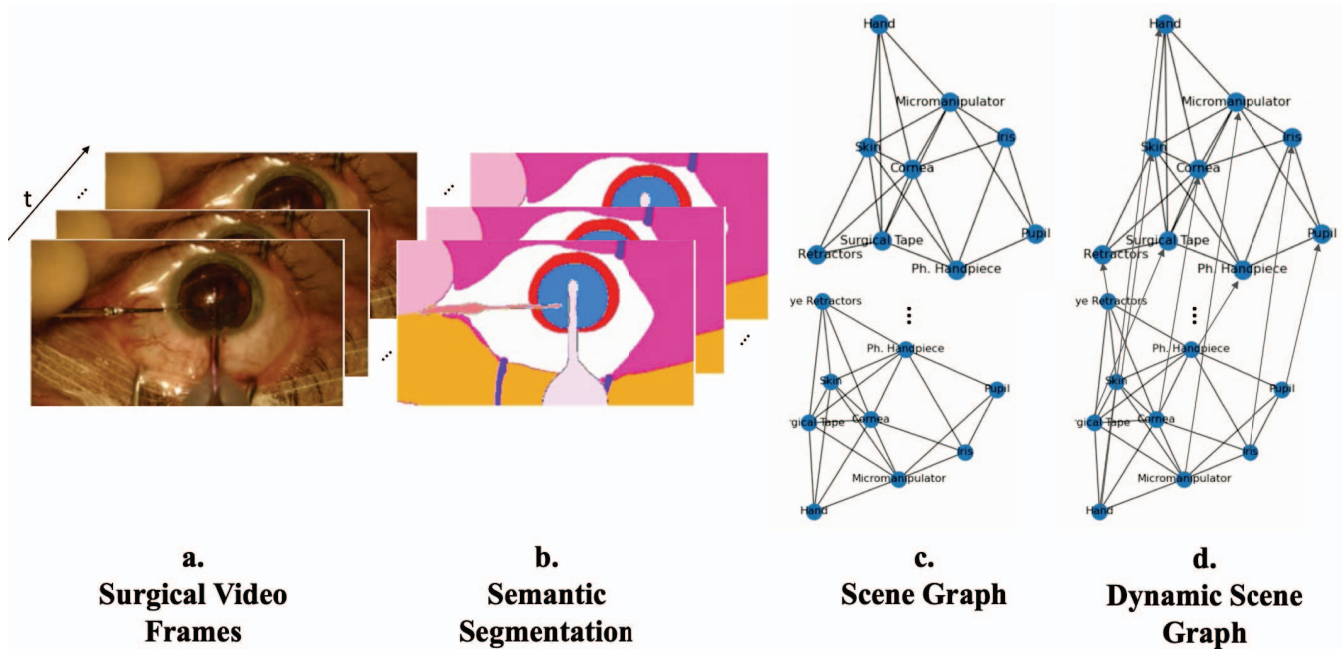 t
...
...
...
...
Hand
Micromanipulator
Iris
Skin
Cornea
Surgical Tape
Pupil
Retractors
Ph. Handpiece
...
ye Retractors
Ph. Handpiece
Skin
Pupil
rgical Tape
Cornea
Iris
Micromanipulator
Hand
Hand
Micromanipulator
Iris
Skin
Cornea
Surgical Tape
Pupil
Retractors
Ph. Handpiece
...
ye Retractors
Ph. Handpiece
Skin
Pupil
rgical Tape
Cornea
Iris
Micromanipulator
Hand
a.
Surgical Video
Frames
b.
Semantic
Segmentation
c.
Scene Graph
d.
Dynamic Scene
Graph